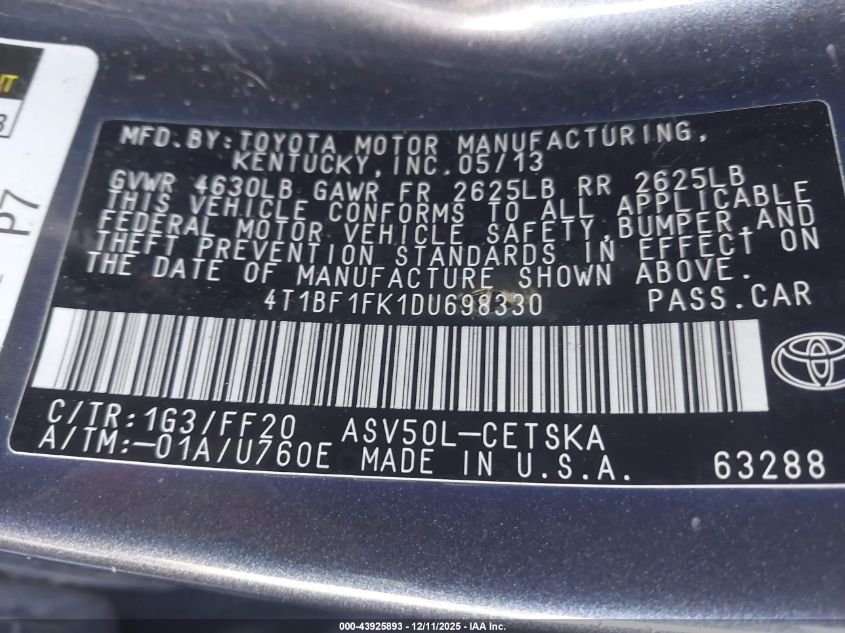 IT
3
P7
MFD.BY:TOYOTA MOTOR MANUFACTURING,
KENTUCKY,INC.05/13
GVWR 4630LB GAWR FR 2625LB RR 2625LB
THIS VEHICLE CONFORMS TO ALL APPLICABLE
FEDERAL MOTOR VEHICLE SAFETY,BUMPER,AND
THEFT PREVENTION STANDARDS IN EFFECT ON
THE DATE OF MANUFACTURE SHOWN ABOVE.
4T1BF1FK1DU698330 PASS.CAR
C/TR:1G3/FF20 ASV50L-CETSKA
A/TM:-01A/U760E MADE IN U.S.A. 63288
000-43925893 - 12/11/2025 - IAA Inc.